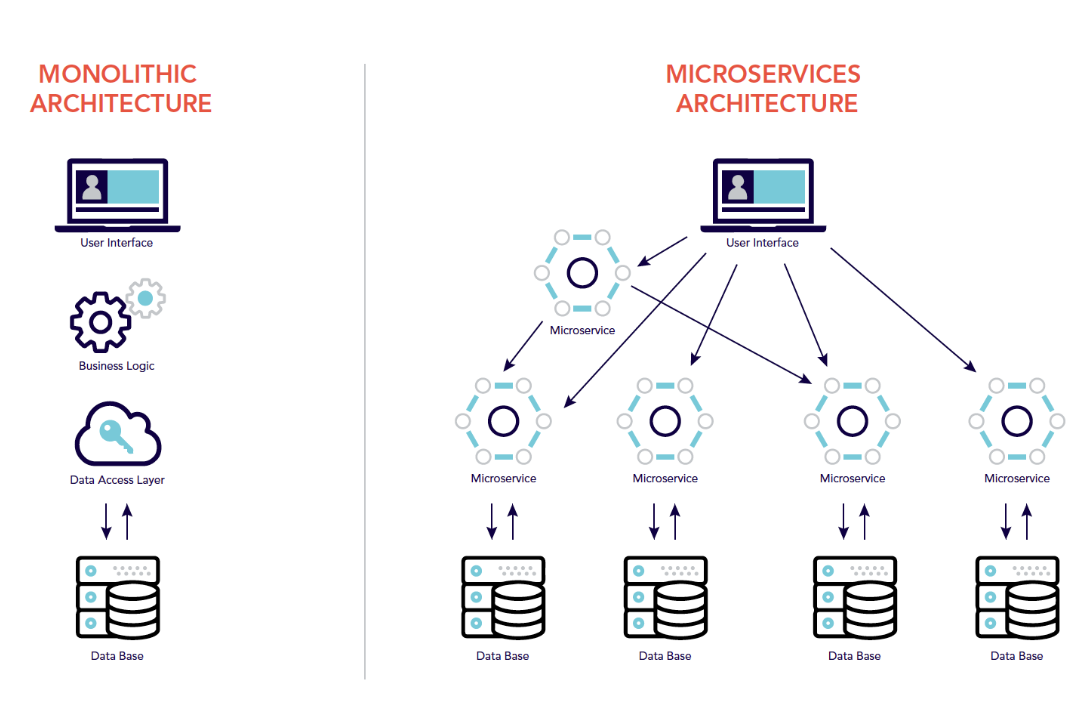 MONOLITHIC
ARCHITECTURE
User Interface
Business Logic
Data Access Layer
Data Base
MICROSERVICES
ARCHITECTURE
User Interface
Microservice
Microservice
Microservice
Microservice
Microservice
Data Base
Data Base
Data Base
Data Base